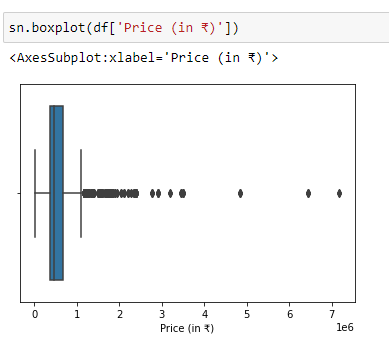 sn.boxplot(df['Price (in ₹)'])
<AxesSubplot:xlabel='Price (in ₹)'>
0 1 2 3 4 5 6 7
1e6
Price (in ₹)